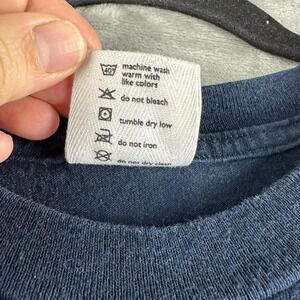 40°
machine wash
warm with
like colors
do not bleach
tumble dry low
do not iron
do not dry clean